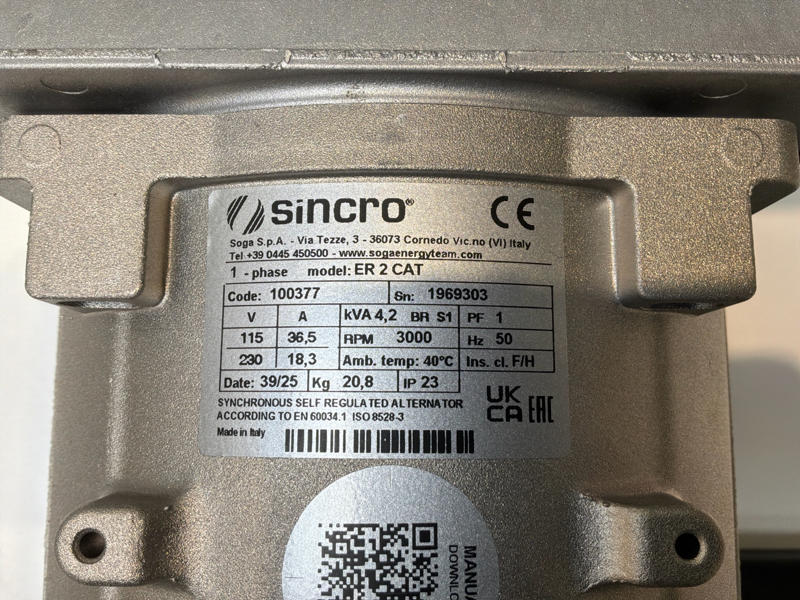 sincro® CE
Soga S.p.A. - Via Tezze, 3 - 36073 Cornedo Vic.no (VI) Italy
Tel.+39 0445 450500 - www.sogaenergyteam.com
1 - phase model: ER 2 CAT
Code: 100377 Sn: 1969303
V A kVA 4,2 BR S1 PF 1
115 36,5 RPM 3000 Hz 50
230 18,3 Amb. temp: 40°C Ins. cl. F/H
Date: 39/25 Kg 20,8 IP 23
SYNCHRONOUS SELF REGULATED ALTERNATOR
ACCORDING TO EN 60034.1 ISO 8528-3
UK
CA EAC
Made in Italy
MANUA
DOWNLO